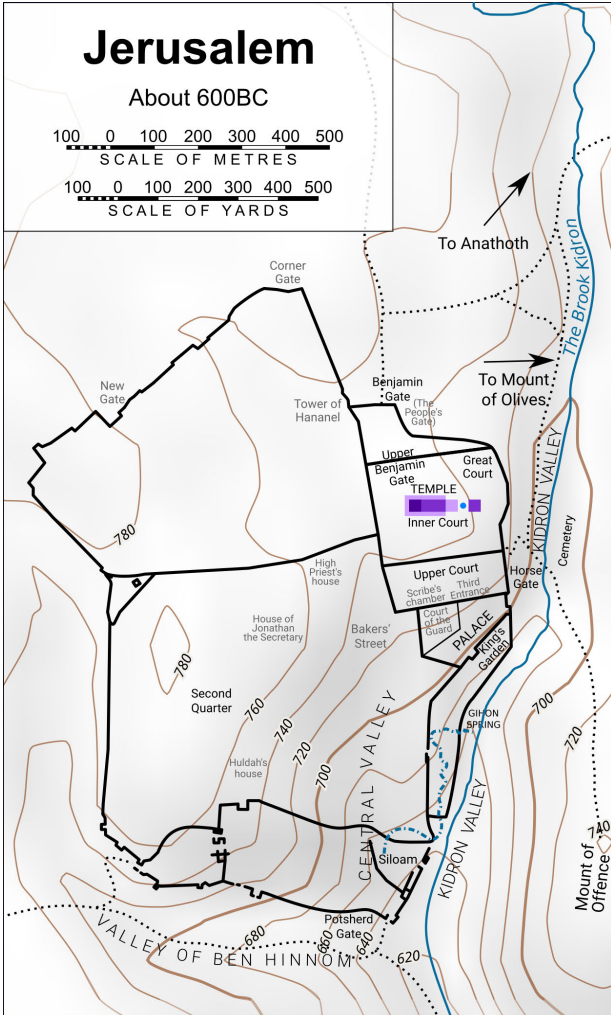 Jerusalem
About 600BC
100 0 100 200 300 400 500
SCALE OF METRES
100 0 100 200 300 400 500
SCALE OF YARDS
To Anathoth
The Brook Kidron
Corner
Gate
New
Gate
Tower of
Hananel
Benjamin
Gate
(The
People's
Gate)
To Mount
of Olives
Upper
Benjamin
Gate
Great
Court
TEMPLE
Inner Court
KIDRON VALLEY
Cemetery
780
High
Priest's
house
Upper Court
Horse
Gate
Scribe's
chamber
Third
Entrance
Court
of the
Guard
PALACE
King's
Garden
House of
Jonathan
the Secretary
Bakers'
Street
780
Second
Quarter
760
740
720
700
CENTRAL VALLEY
GIHON
SPRING
700
720
740
Huldah's
house
KIDRON VALLEY
Siloam
Mount of
Offence
Potsherd
Gate
VALLEY OF BEN HINNOM
680
660
640
620